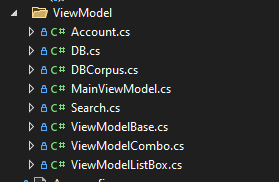 ViewModel
C# Account.cs
C# DB.cs
C# DBCorpus.cs
C# MainViewModel.cs
C# Search.cs
C# ViewModelBase.cs
C# ViewModelCombo.cs
C# ViewModelListBox.cs